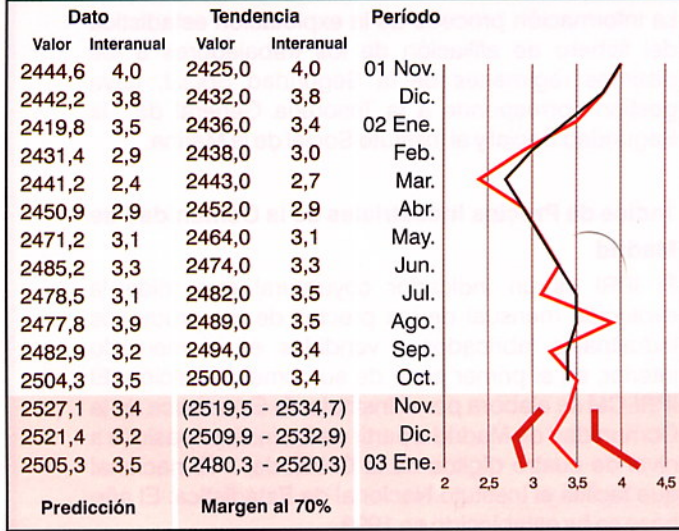 Dato Tendencia Período
Valor Interanual Valor Interanual
2444,6 4,0 2425,0 4,0 01 Nov.
2442,2 3,8 2432,0 3,8 Dic.
2419,8 3,5 2436,0 3,4 02 Ene.
2431,4 2,9 2438,0 3,0 Feb.
2441,2 2,4 2443,0 2,7 Mar.
2450,9 2,9 2452,0 2,9 Abr.
2471,2 3,1 2464,0 3,1 May.
2485,2 3,3 2474,0 3,3 Jun.
2478,5 3,1 2482,0 3,5 Jul.
2477,8 3,9 2489,0 3,5 Ago.
2482,9 3,2 2494,0 3,4 Sep.
2504,3 3,5 2500,0 3,4 Oct.
2527,1 3,4 (2519,5 - 2534,7) Nov.
2521,4 3,2 (2509,9 - 2532,9) Dic.
2505,3 3,5 (2480,3 - 2520,3) 03 Ene.
2 2,5 3 3,5 4 4,5
Predicción Margen al 70%